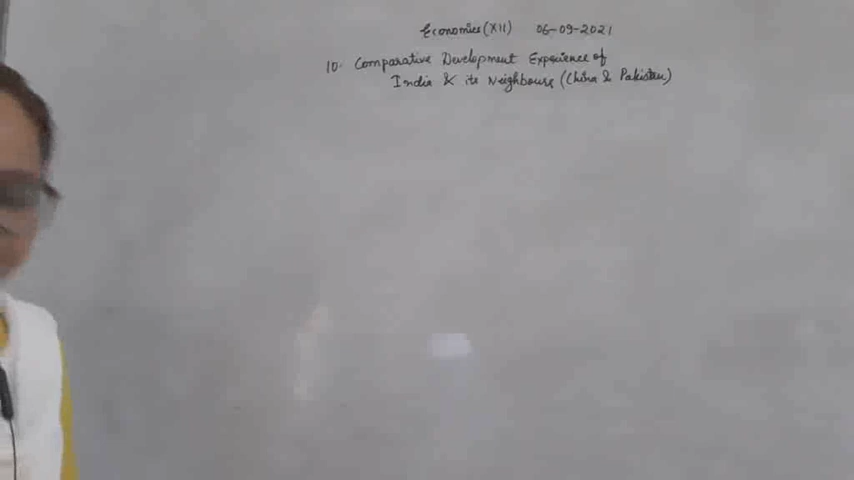 Economics (XII) 06-09-2021
10. Comparative Development Experience of
India & its Neighbours (China & Pakistan)